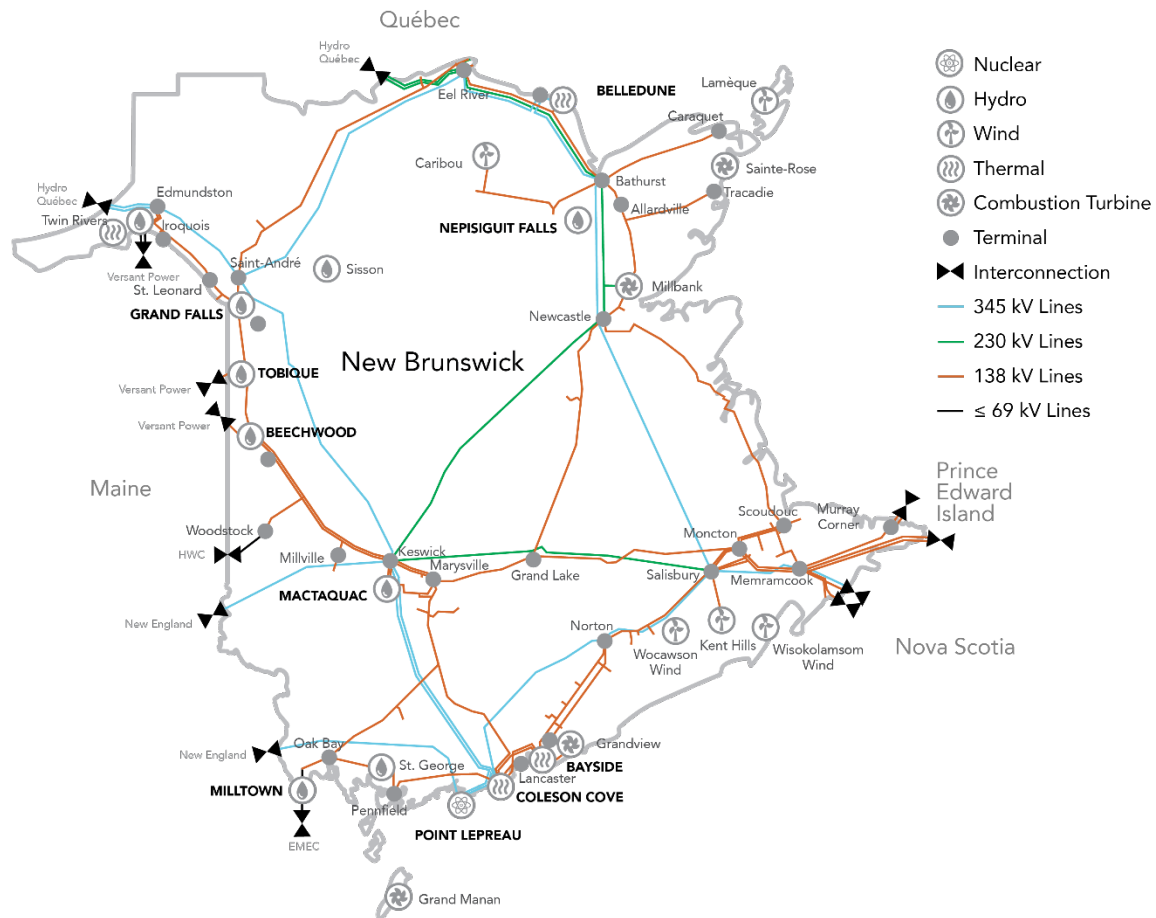 Québec
Hydro
Québec
Eel River
BELLEDUNE
Lamèque
Caraquet
Caribou
Sainte-Rose
Bathurst
Tracadie
Allardville
NEPISIGUIT FALLS
Hydro
Québec
Edmundston
Twin Rivers
Iroquois
Versant Power
Saint-André
Sisson
St. Leonard
GRAND FALLS
Millbank
Newcastle
New Brunswick
TOBIQUE
Versant Power
BEECHWOOD
Versant Power
Maine
Woodstock
HWC
Millville
Keswick
Marysville
MACTAQUAC
Grand Lake
New England
Prince
Edward
Island
Scoudouc
Murray
Corner
Moncton
Salisbury
Memramcook
Norton
Wocawson
Wind
Kent Hills
Wisokolamsom
Wind
Nova Scotia
New England
Oak Bay
St. George
MILLTOWN
Pennfield
EMEC
Grandview
Lancaster
BAYSIDE
COLESON COVE
POINT LEPREAU
Grand Manan
Nuclear
Hydro
Wind
Thermal
Combustion Turbine
Terminal
Interconnection
345 kV Lines
230 kV Lines
138 kV Lines
≤ 69 kV Lines